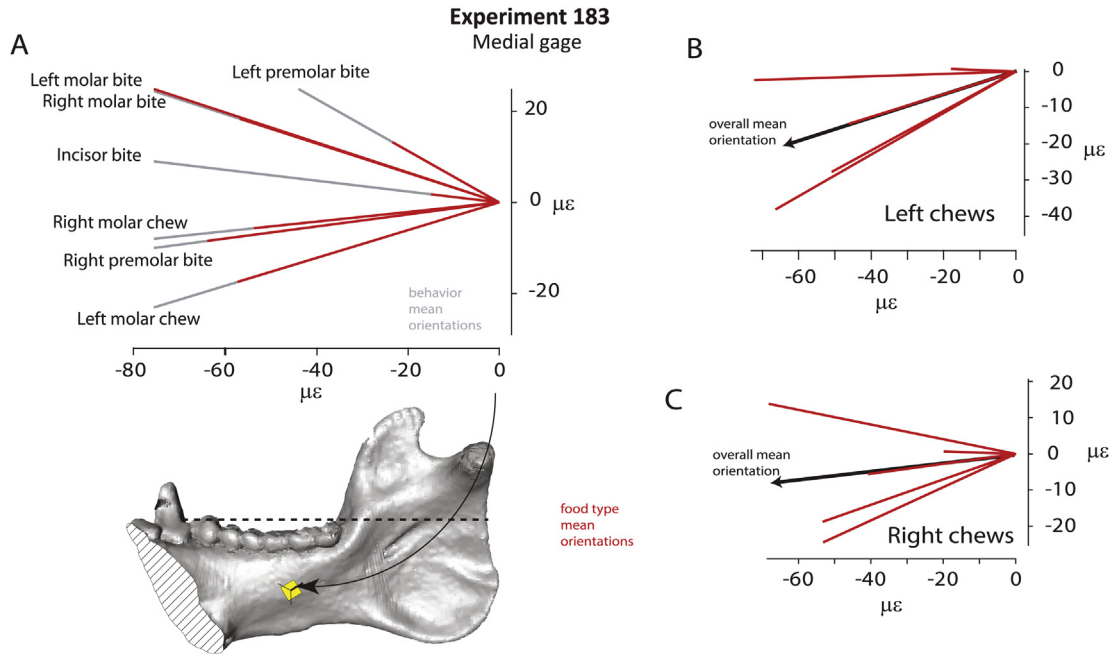 Experiment 183
Medial gage
A
Left molar bite
Right molar bite
Left premolar bite
Incisor bite
Right molar chew
Right premolar bite
Left molar chew
behavior
mean
orientations
20
0
με
-20
-80
-60
-40
-20
0
με
food type
mean
orientations
B
overall mean
orientation
Left chews
0
-10
-20
με
-30
-40
-60
-40
-20
0
με
C
overall mean
orientation
Right chews
20
10
0
με
-10
-20
-60
-40
-20
0
με